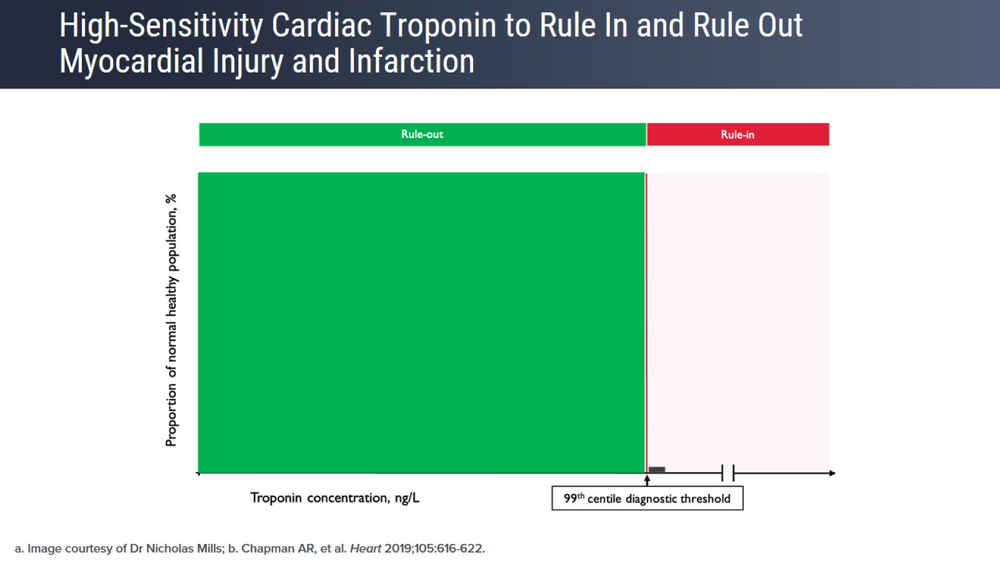 High-Sensitivity Cardiac Troponin to Rule In and Rule Out
Myocardial Injury and Infarction
Rule-out
Rule-in
Proportion of normal healthy population, %
Troponin concentration, ng/L
99th centile diagnostic threshold
a. Image courtesy of Dr Nicholas Mills; b. Chapman AR, et al. Heart 2019;105:616-622.